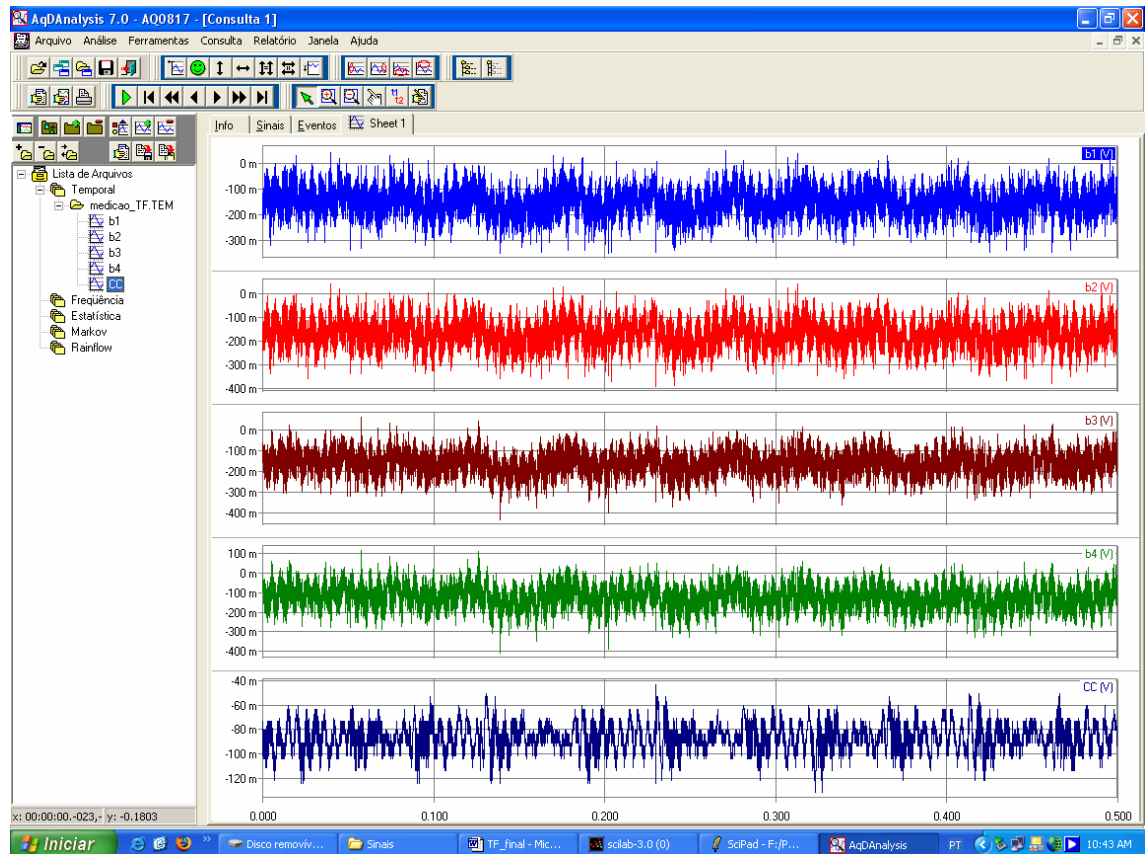 AqDAnalysis 7.0 - AQ0817 - [Consulta 1]
Arquivo Análise Ferramentas Consulta Relatório Janela Ajuda
Info Sinais Eventos Sheet 1
Lista de Arquivos
Temporal
medicao_TF.TEM
b1
b2
b3
b4
CC
Freqüência
Estatística
Markov
Rainflow
b1 (V)
0 m
-100 m
-200 m
-300 m
b2 (V)
0 m
-100 m
-200 m
-300 m
-400 m
b3 (V)
0 m
-100 m
-200 m
-300 m
-400 m
b4 (V)
100 m
0 m
-100 m
-200 m
-300 m
-400 m
CC (V)
-40 m
-60 m
-80 m
-100 m
-120 m
0.000 0.100 0.200 0.300 0.400 0.500
x: 00:00:00.-023,- y: -0.1803
Iniciar » Disco removív... Sinais TF_final - Mic... scilab-3.0 (0) SciPad - F:/P... AqDAnalysis PT 10:43 AM